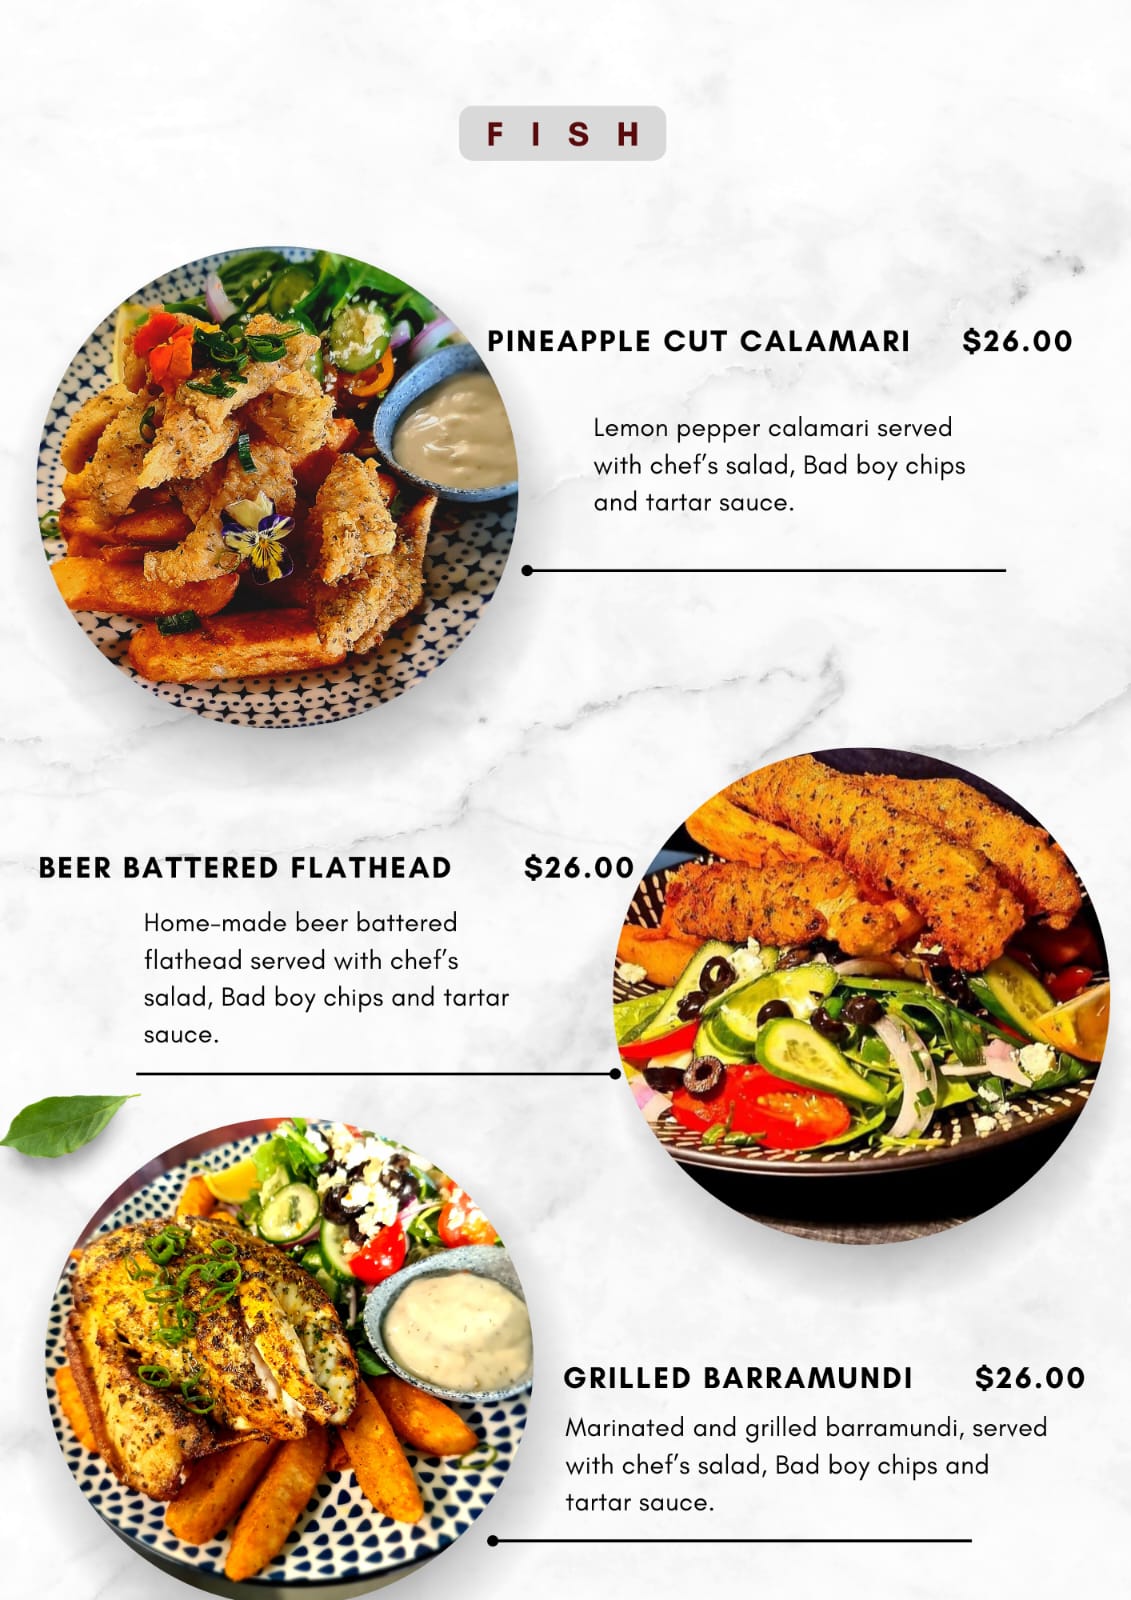 FISH
PINEAPPLE CUT CALAMARI $26.00
Lemon pepper calamari served
with chef's salad, Bad boy chips
and tartar sauce.
BEER BATTERED FLATHEAD $26.00
Home-made beer battered
flathead served with chef's
salad, Bad boy chips and tartar
sauce.
GRILLED BARRAMUNDI $26.00
Marinated and grilled barramundi, served
with chef's salad, Bad boy chips and
tartar sauce.